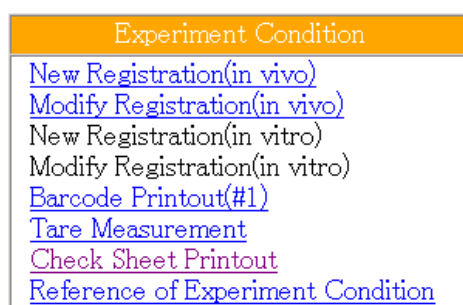 Experiment Condition
New Registration(in vivo)
Modify Registration(in vivo)
New Registration(in vitro)
Modify Registration(in vitro)
Barcode Printout(#1)
Tare Measurement
Check Sheet Printout
Reference of Experiment Condition